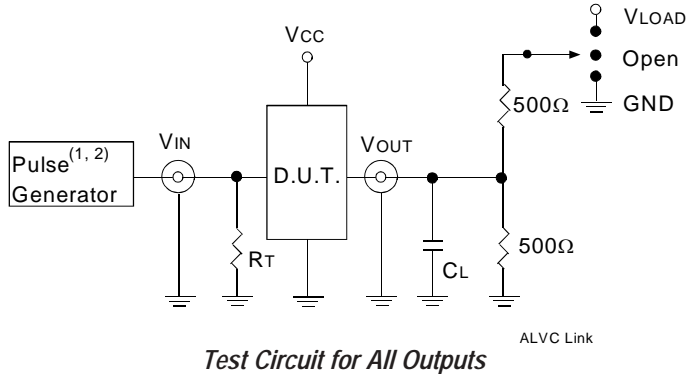 VLOAD
VCC
Open
500Ω
GND
VIN
VOUT
Pulse(1, 2)
Generator
D.U.T.
RT
CL
500Ω
ALVC Link
Test Circuit for All Outputs